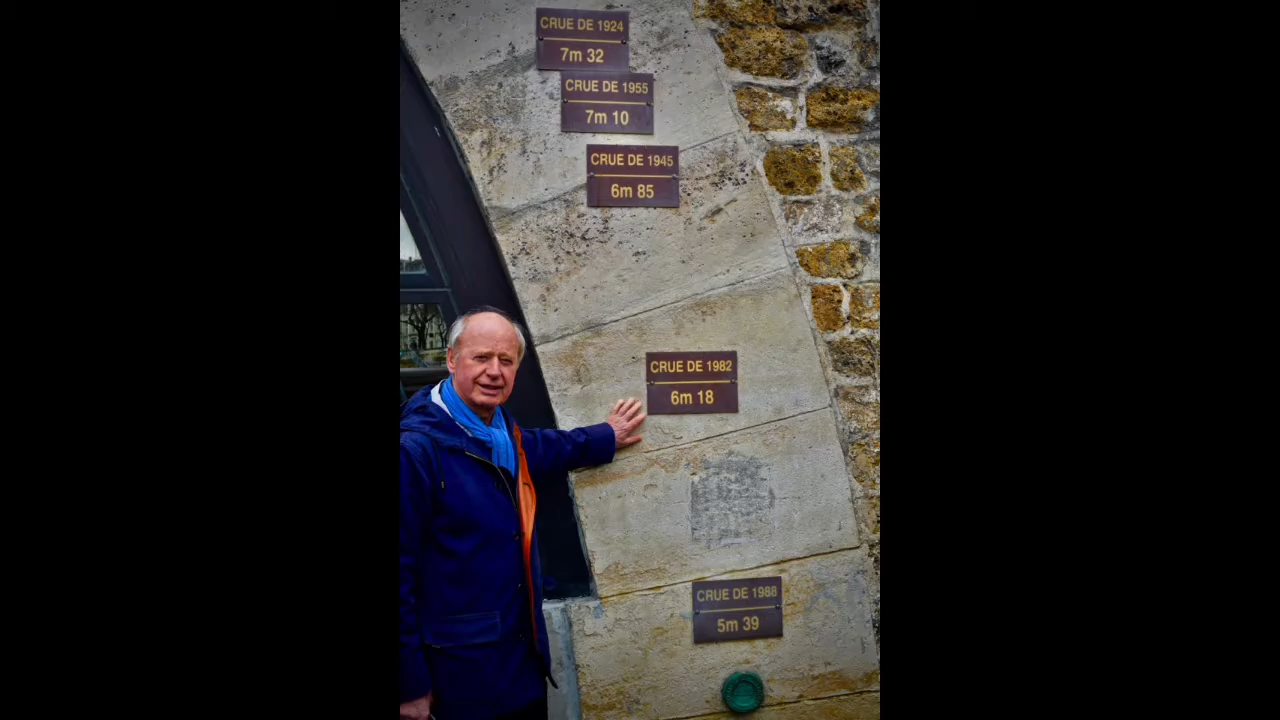 CRUE DE 1924
7m 32
CRUE DE 1955
7m 10
CRUE DE 1945
6m 85
CRUE DE 1982
6m 18
CRUE DE 1988
5m 39